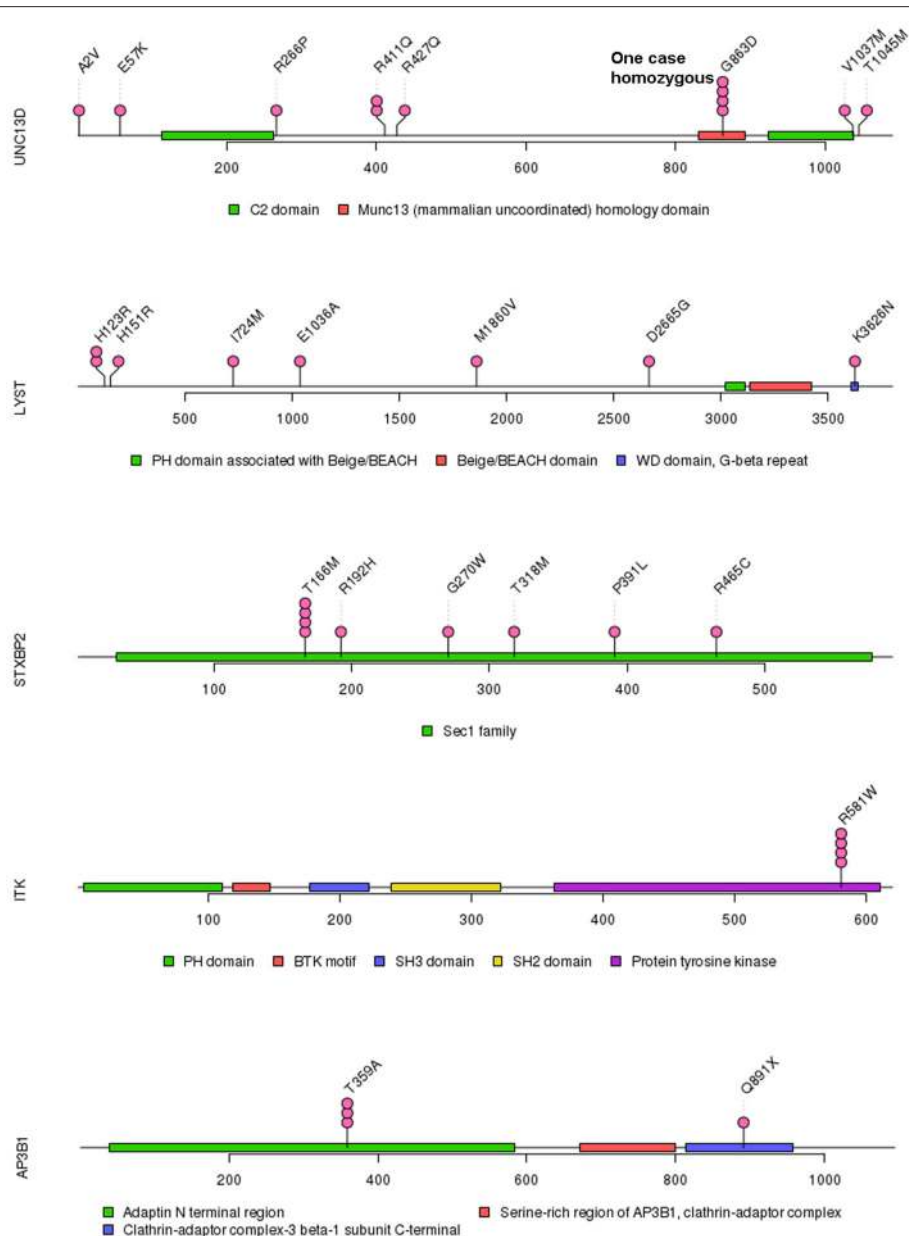 A2V E57K R266P R411Q R427Q G863D V1037M T1045M
One case
homozygous
UNC13D
200 400 600 800 1000
C2 domain Munc13 (mammalian uncoordinated) homology domain
H123R H151R I724M E1036A M1860V D2665G K3626N
LYST
500 1000 1500 2000 2500 3000 3500
PH domain associated with Beige/BEACH Beige/BEACH domain WD domain, G-beta repeat
T166M R192H G270W T318M P391L R465C
STXBP2
100 200 300 400 500
Sec1 family
R581W
ITK
100 200 300 400 500 600
PH domain BTK motif SH3 domain SH2 domain Protein tyrosine kinase
T359A Q891X
AP3B1
200 400 600 800 1000
Adaptin N terminal region Serine-rich region of AP3B1, clathrin-adaptor complex
Clathrin-adaptor complex-3 beta-1 subunit C-terminal